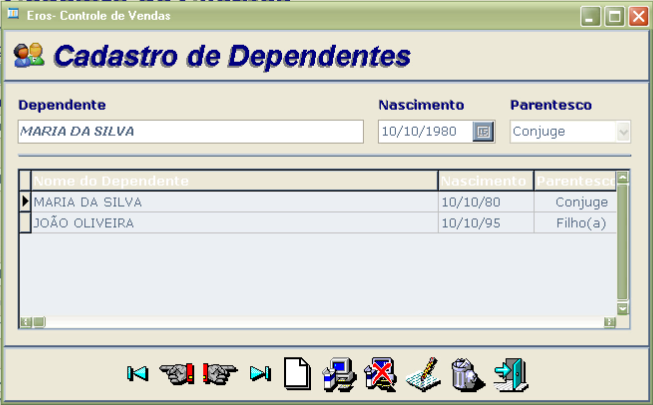 Eros- Controle de Vendas
Cadastro de Dependentes
Dependente Nascimento Parentesco
MARIA DA SILVA 10/10/1980 Conjuge
Nome do Dependente Nascimento Parentesco
MARIA DA SILVA 10/10/80 Conjuge
JOÃO OLIVEIRA 10/10/95 Filho(a)